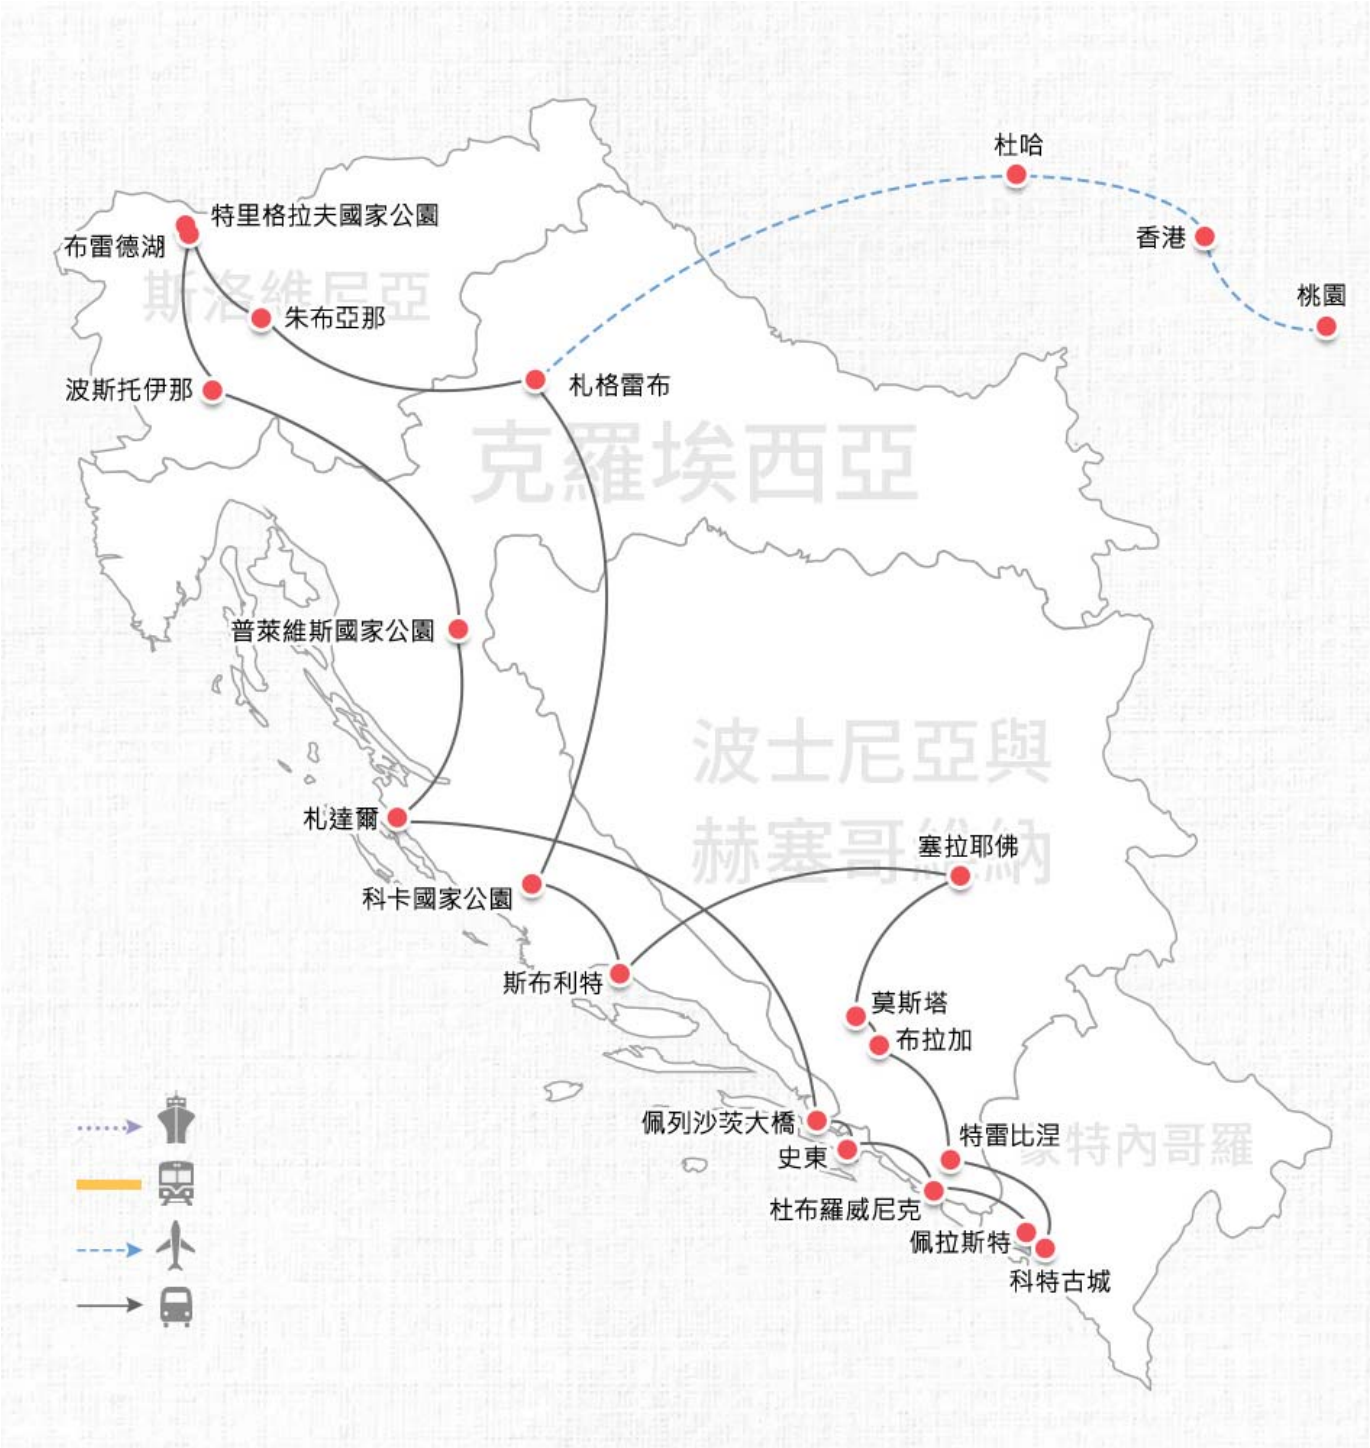 杜哈
香港
桃園
特里格拉夫國家公園
布雷德湖
斯洛維尼亞
朱布亞那
波斯托伊那
札格雷布
克羅埃西亞
普萊維斯國家公園
波士尼亞與
赫塞哥維納
札達爾
塞拉耶佛
科卡國家公園
斯布利特
莫斯塔
布拉加
佩列沙茨大橋
史東
特雷比涅
蒙特內哥羅
杜布羅威尼克
佩拉斯特
科特古城